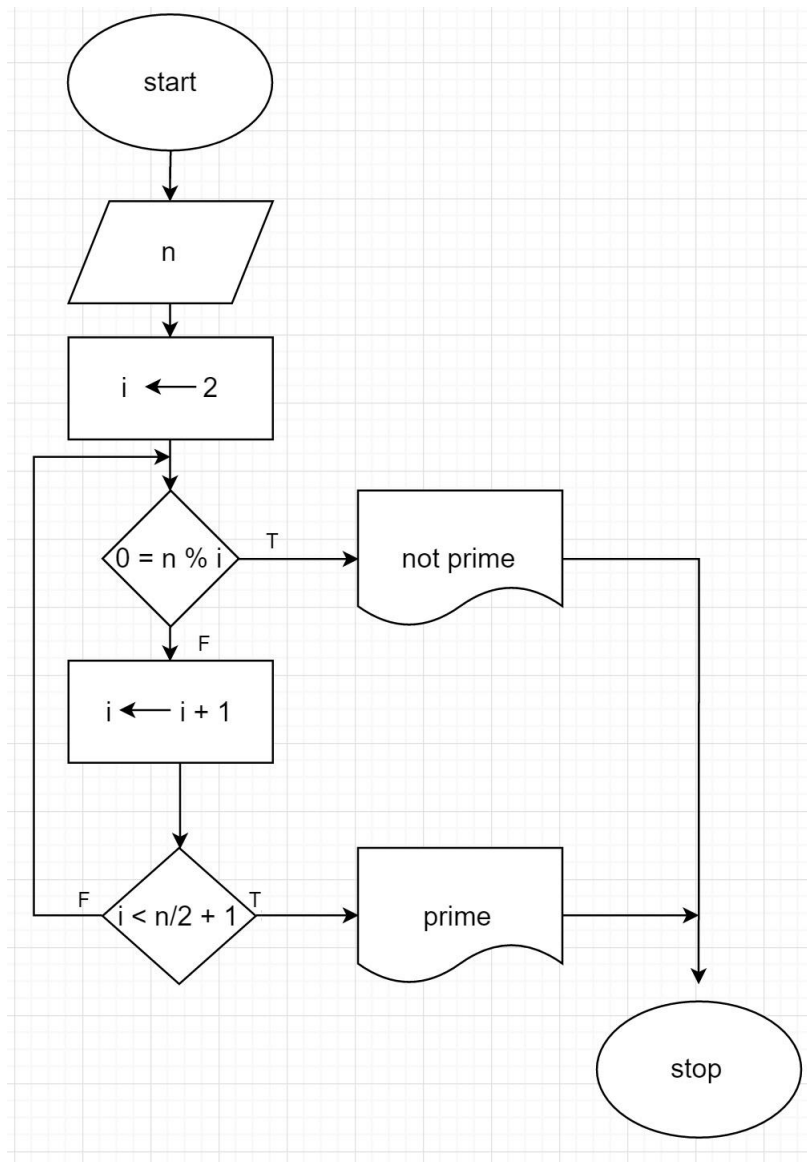 start
n
i ← 2
0 = n % i
T
not prime
F
i ← i + 1
F
i < n/2 + 1
T
prime
stop